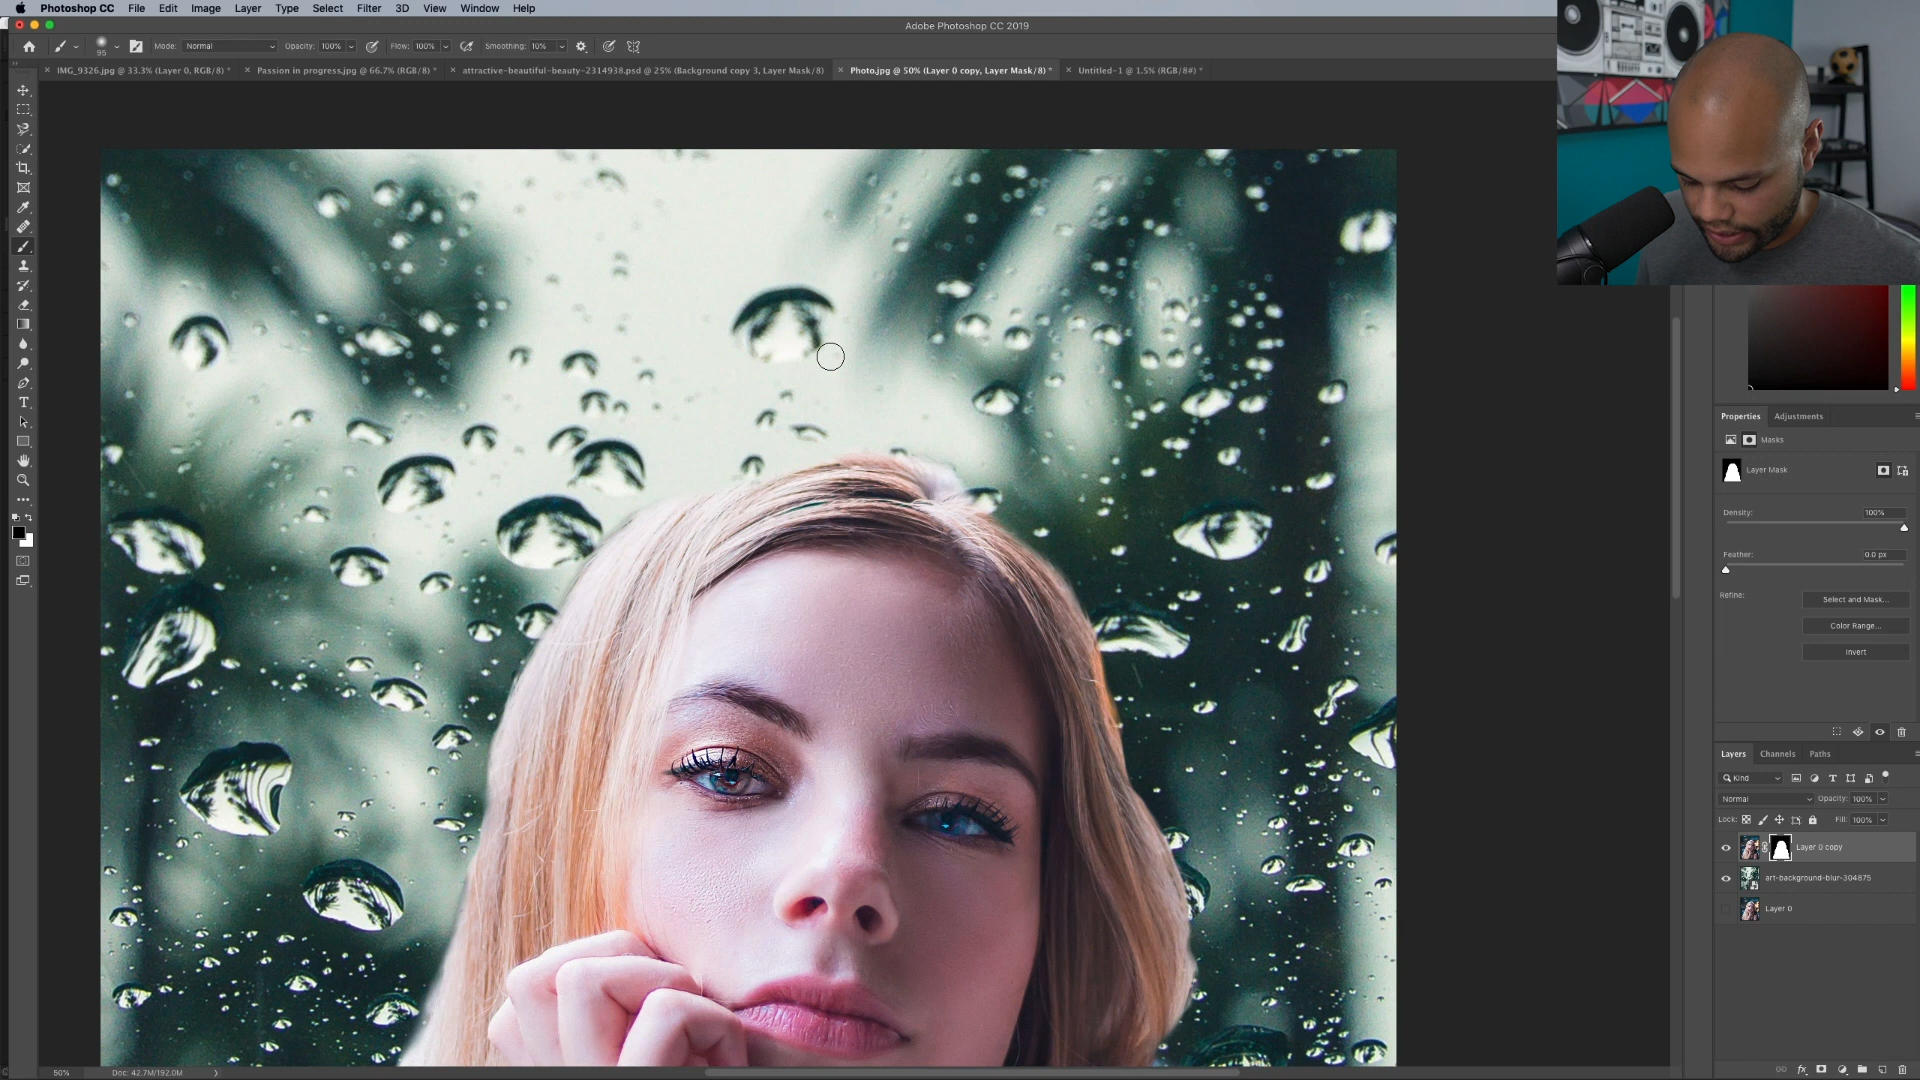 Photoshop CC File Edit Image Layer Type Select Filter 3D View Window Help
Adobe Photoshop CC 2019
95 Mode: Normal Opacity: 100% Flow: 100% Smoothing: 10%
IMG_9326.jpg @ 33.3% (Layer 0, RGB/8) * Passion in progress.jpg @ 66.7% (RGB/8) * attractive-beautiful-beauty-2314938.psd @ 25% (Background copy 3, Layer Mask/8) Photo.jpg @ 50% (Layer 0 copy, Layer Mask/8) * Untitled-1 @ 1.5% (RGB/8#) *
Properties Adjustments
Masks
Layer Mask
Density: 100%
Feather: 0.0 px
Refine: Select and Mask...
Color Range...
Invert
Layers Channels Paths
Kind
Normal Opacity: 100%
Lock: Fill: 100%
Layer 0 copy
art-background-blur-304875
Layer 0
50% Doc: 42.7M/192.0M